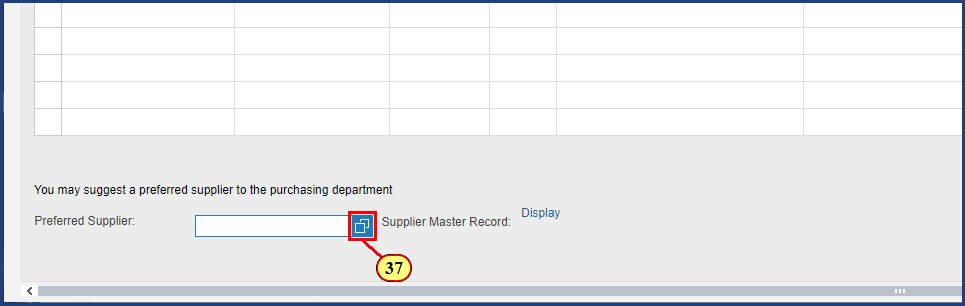 You may suggest a preferred supplier to the purchasing department
Preferred Supplier: Supplier Master Record: Display
37